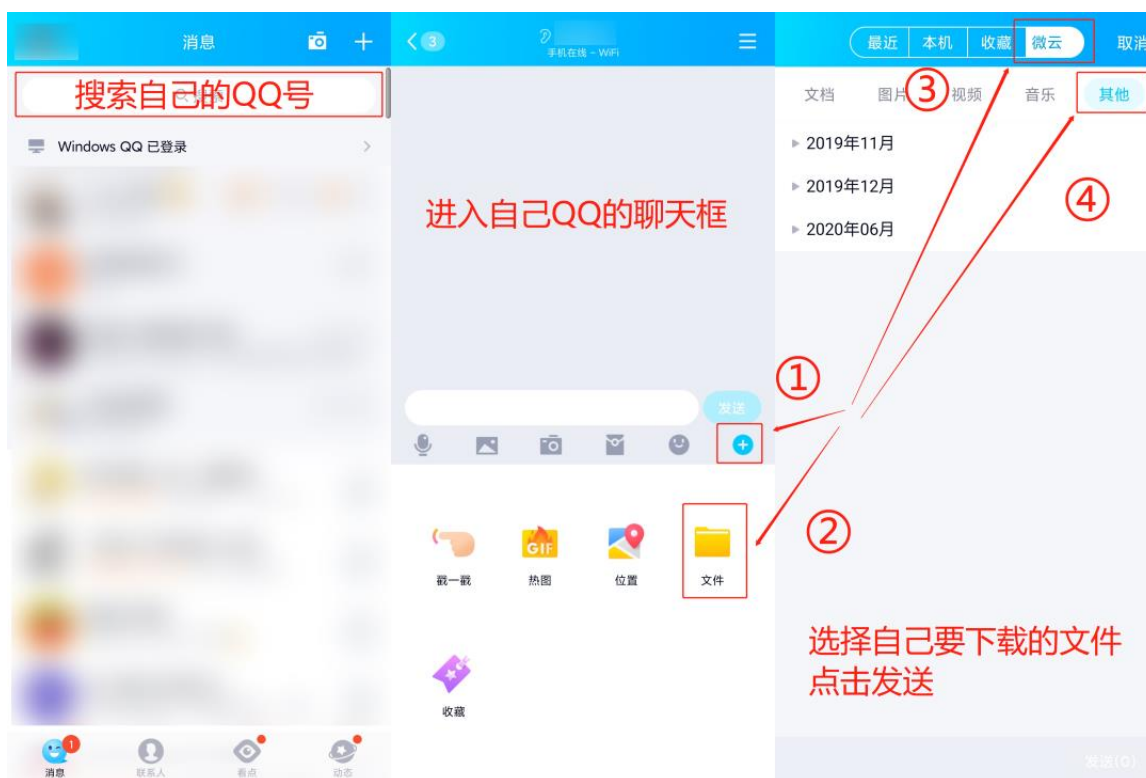 消息
搜索自己的QQ号
Windows QQ 已登录
1
消息
联系人
看点
动态
3
手机在线 - WiFi
进入自己QQ的聊天框
发送
①
戳一戳
GIF
热图
位置
文件
收藏
②
最近 本机 收藏 微云 取消
③
文档 图片 视频 音乐 其他
2019年11月
④
2019年12月
2020年06月
选择自己要下载的文件
点击发送
发送(0)